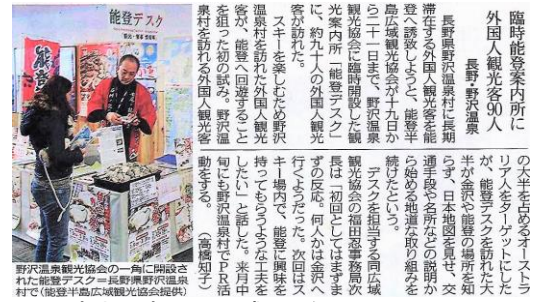 臨時能登案内所に
外国人観光客90人
長野・野沢温泉
長野県野沢温泉村に長期
滞在する外国人観光客を能
登へ誘致しようと、能登半
島広域観光協会が十九日か
ら二十一日まで、野沢温泉
観光協会に臨時開設した観
光案内所「能登デスク」
に、約九十人の外国人観光
客が訪れた。
スキーを楽しむため野沢
温泉村を訪れた外国人観光
客が、能登へ回遊すること
を狙った初の試み。野沢温
泉村を訪れる外国人観光客
の大半を占めるオーストラ
リア人をターゲットにした
が、能登デスクを訪れた大
半が金沢や能登の場所を知
らず、日本地図を見せ、交
通手段や名所などの説明か
ら始める地道な取り組みを
続けたという。
デスクを担当する同広域
観光協会の福田忍事務局次
長は「初回としてはまずま
ずの反応。何人かは金沢へ
行くようだった。次回はス
キー場内で、能登に興味を
持ってもらうような工夫を
したい」と話した。来月中
旬にも野沢温泉村でPR活
動をする。（高橋知子）
能登デスク
野沢温泉観光協会の一角に開設さ
れた能登デスク＝長野県野沢温泉
村で（能登半島広域観光協会提供）